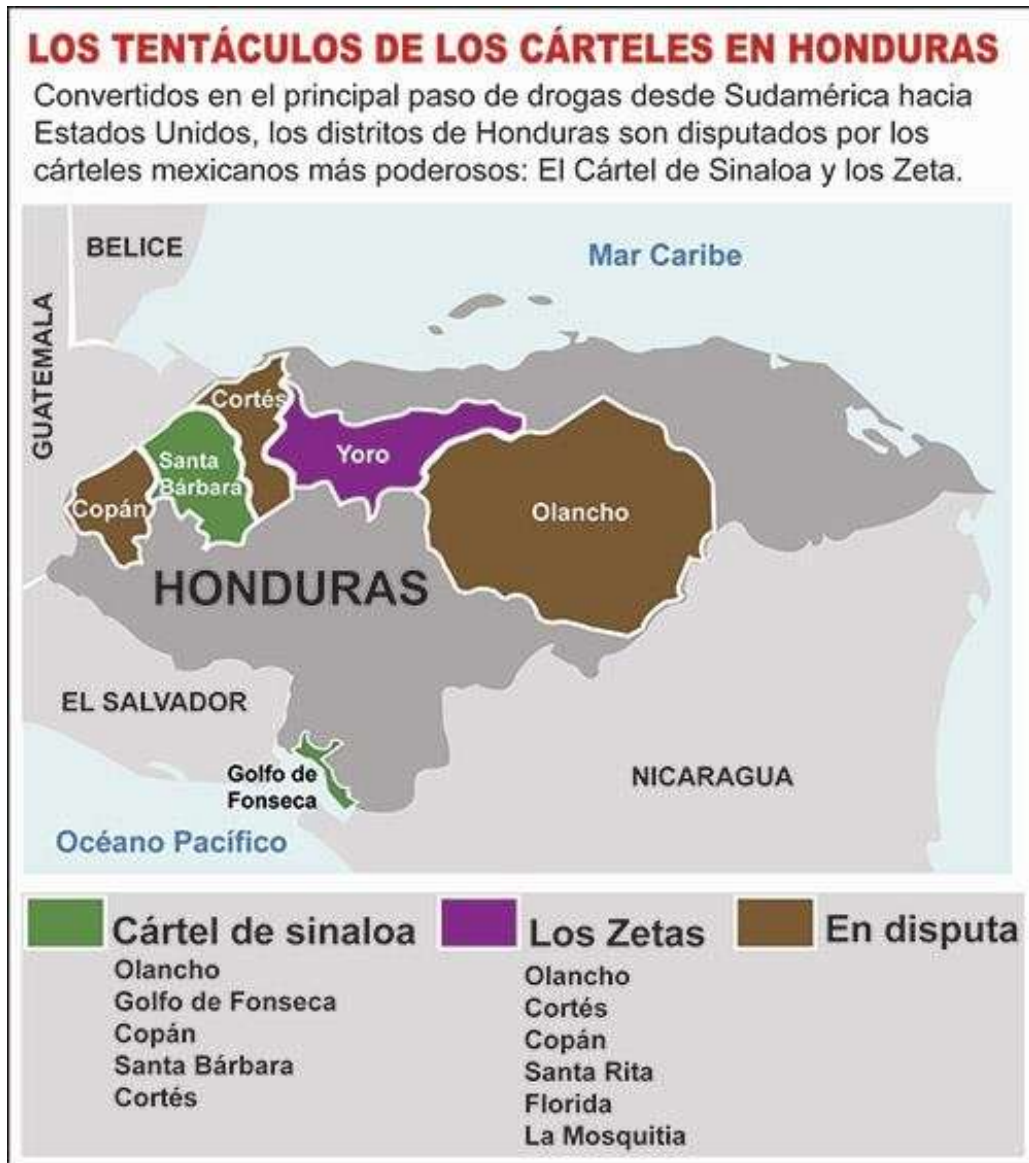 LOS TENTÁCULOS DE LOS CÁRTELES EN HONDURAS
Convertidos en el principal paso de drogas desde Sudamérica hacia
Estados Unidos, los distritos de Honduras son disputados por los
cárteles mexicanos más poderosos: El Cártel de Sinaloa y los Zeta.
BELICE
Mar Caribe
GUATEMALA
Cortés
Santa
Bárbara
Yoro
Copán
Olancho
HONDURAS
EL SALVADOR
Golfo de
Fonseca
NICARAGUA
Océano Pacífico
Cártel de sinaloa
Olancho
Golfo de Fonseca
Copán
Santa Bárbara
Cortés
Los Zetas
Olancho
Cortés
Copán
Santa Rita
Florida
La Mosquitia
En disputa